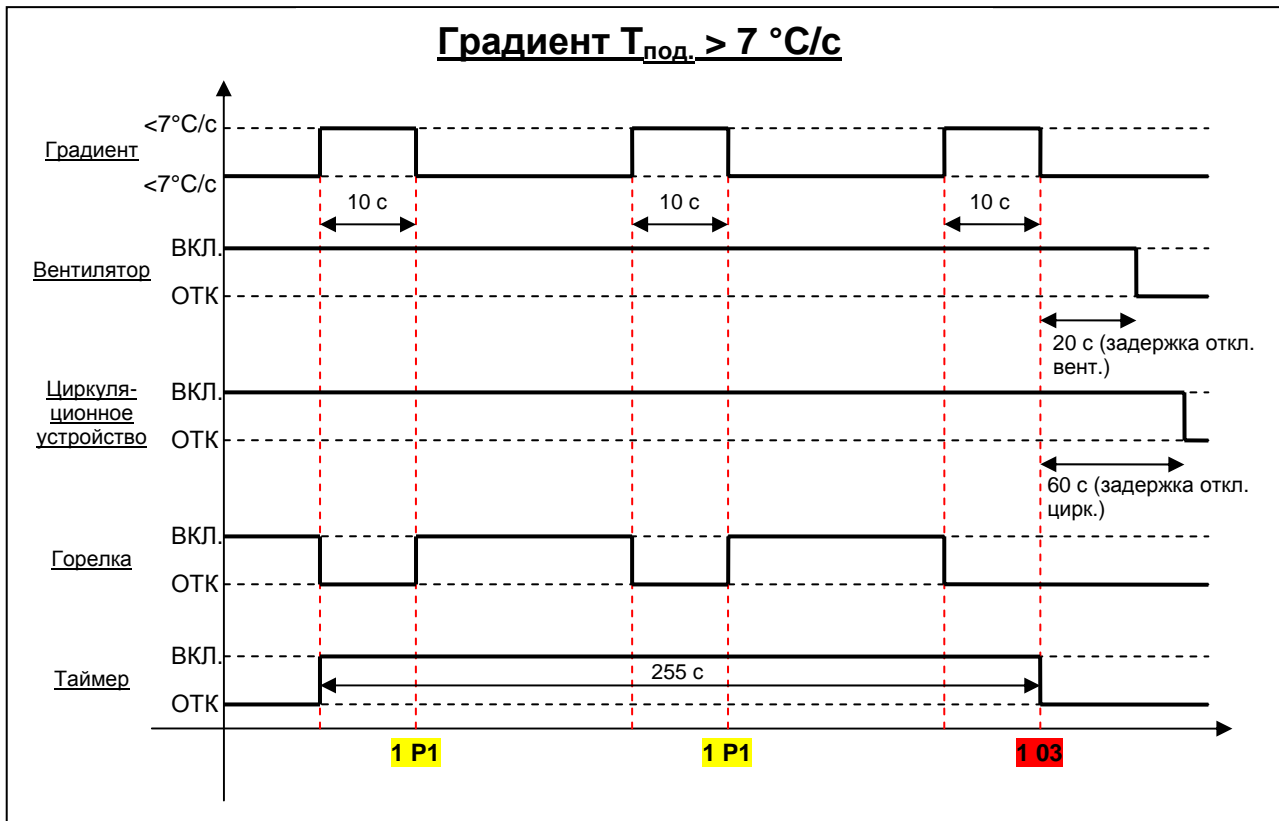 Градиент Tпод. > 7 °C/c
<7°C/c
Градиент
<7°C/c
10 c
10 c
10 c
ВКЛ.
Вентилятор
ОТК
20 с (задержка откл.
вент.)
Циркуля-
ционное
устройство
ВКЛ.
ОТК
60 с (задержка откл.
цирк.)
ВКЛ.
Горелка
ОТК
ВКЛ.
Таймер
255 c
ОТК
1 P1
1 P1
1 03